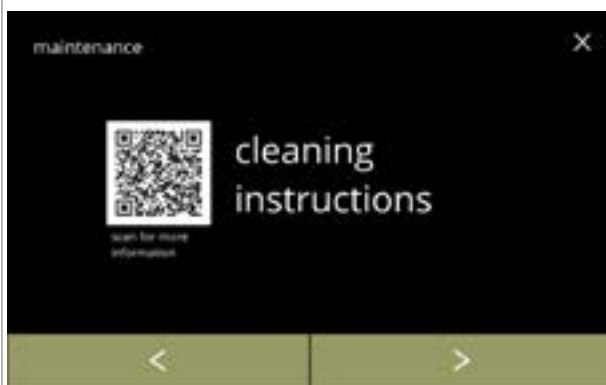 maintenance
cleaning
instructions
scan for more
information